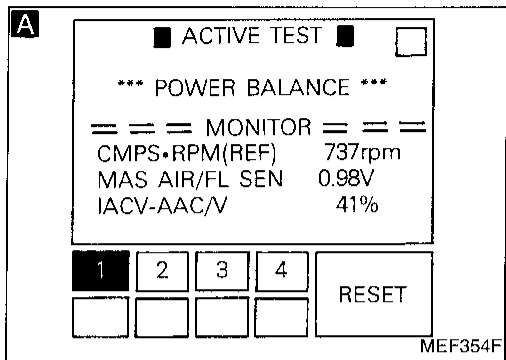 A
ACTIVE TEST
*** POWER BALANCE ***
= = = MONITOR = = =
CMPS•RPM(REF) 737rpm
MAS AIR/FL SEN 0.98V
IACV-AAC/V 41%
1 2 3 4
RESET
MEF354F